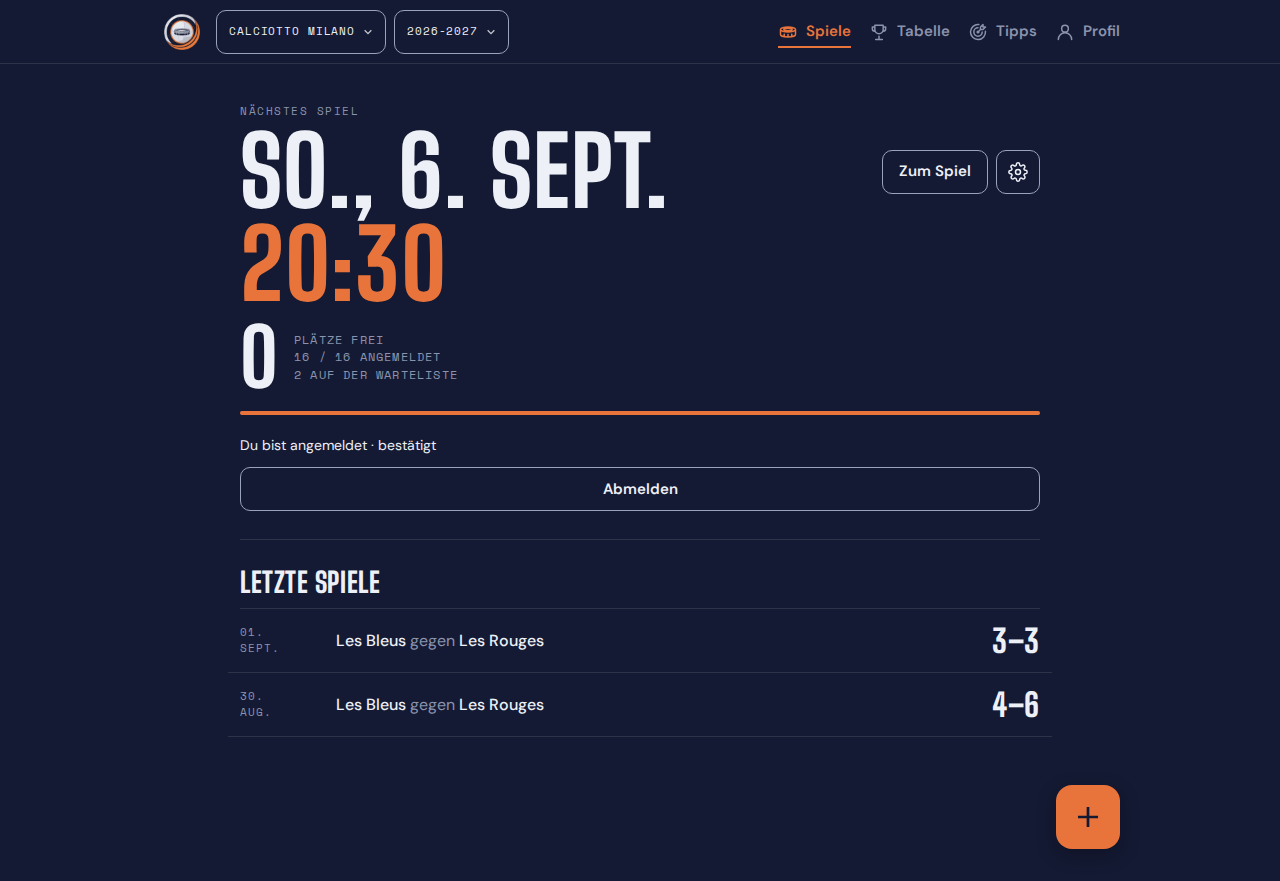 CALCIOTTO MILANO
2026-2027
Spiele
Tabelle
Tipps
Profil
NÄCHSTES SPIEL
SO., 6. SEPT.
20:30
Zum Spiel
0
PLÄTZE FREI
16 / 16 ANGEMELDET
2 AUF DER WARTELISTE
Du bist angemeldet · bestätigt
Abmelden
LETZTE SPIELE
01. SEPT.
Les Bleus gegen Les Rouges
3–3
30. AUG.
Les Bleus gegen Les Rouges
4–6